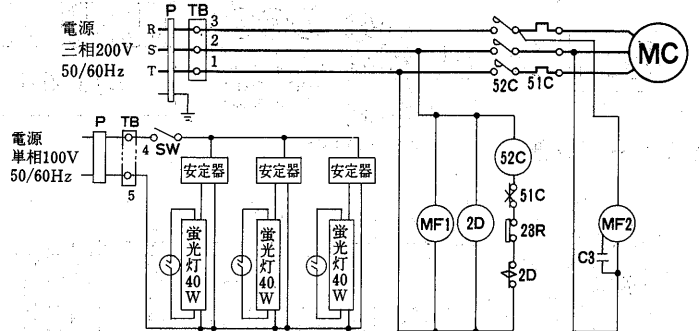 電源
三相200V
50/60Hz
P TB
R 3
S 2
T 1
52C 51C
MC
電源
単相100V
50/60Hz
P TB
4 SW
5
安定器 安定器 安定器
蛍光灯40W 蛍光灯40W 蛍光灯40W
52C
51C
MF1 2D 23R MF2
C3
2D